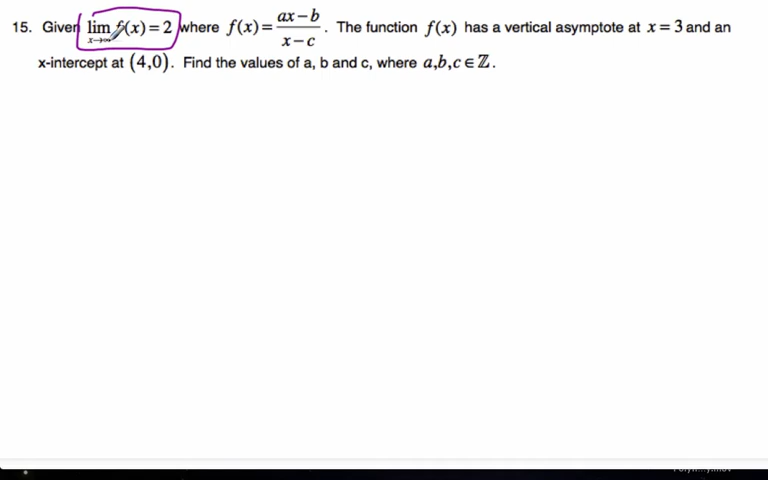 15. Given lim x→∞ f(x) = 2 where f(x) = (ax − b)/(x − c). The function f(x) has a vertical asymptote at x = 3 and an
x-intercept at (4,0). Find the values of a, b and c, where a,b,c ∈ ℤ.